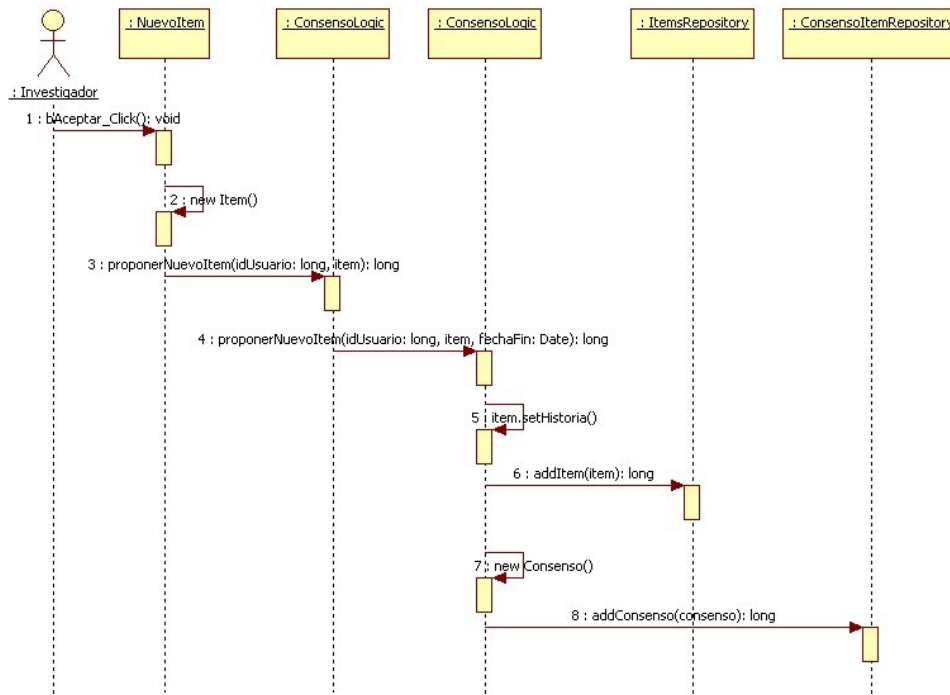 : NuevoItem
: ConsensoLogic
: ConsensoLogic
: ItemsRepository
: ConsensoItemRepository
: Investigador
1 : bAceptar_Click(): void
2 : new Item()
3 : proponerNuevoItem(idUsuario: long, item): long
4 : proponerNuevoItem(idUsuario: long, item, fechaFin: Date): long
5 : item.setHistoria()
6 : addItem(item): long
7 : new Consenso()
8 : addConsenso(consenso): long